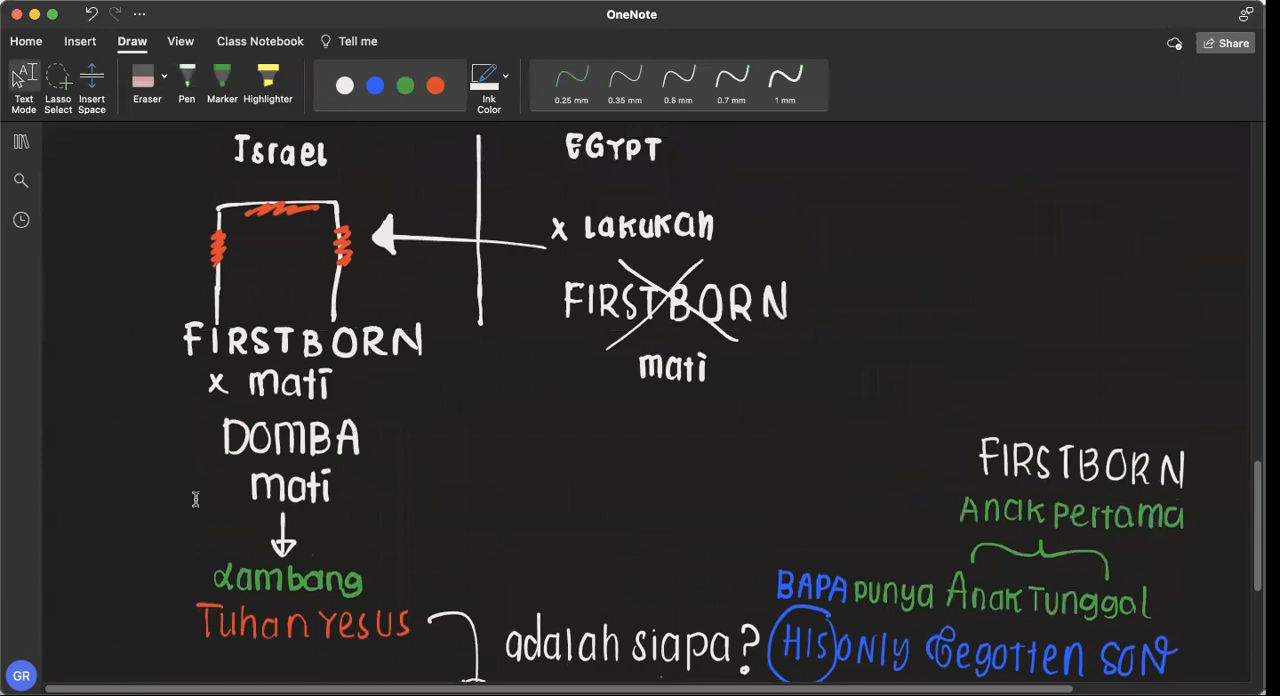 OneNote
Home Insert Draw View Class Notebook Tell me
Share
Text Mode
Lasso Select
Insert Space
Eraser
Pen
Marker
Highlighter
Ink Color
0.25 mm
0.35 mm
0.5 mm
0.7 mm
1 mm
Israel
EGYPT
x Lakukan
FIRSTBORN
mati
FIRSTBORN
x mati
DOMBA
mati
Lambang
Tuhan Yesus
FIRSTBORN
Anak Pertama
BAPA punya Anak Tunggal
adalah siapa? HIS ONLY Begotten SON
GR